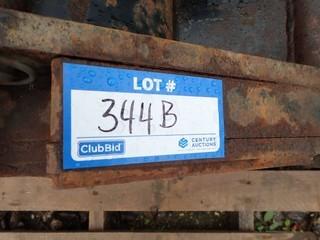 LOT #
344B
ClubBid CENTURY
AUCTIONS